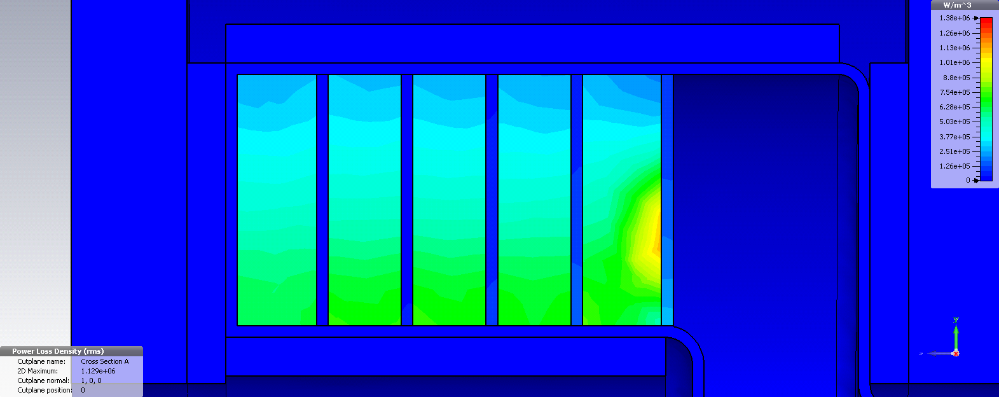 W/m^3
1.38e+06
1.26e+06
1.13e+06
1.01e+06
8.8e+05
7.54e+05
6.28e+05
5.03e+05
3.77e+05
2.51e+05
1.26e+05
0
y
z
Power Loss Density (rms)
Cutplane name: Cross Section A
2D Maximum: 1.129e+06
Cutplane normal: 1, 0, 0
Cutplane position: 0